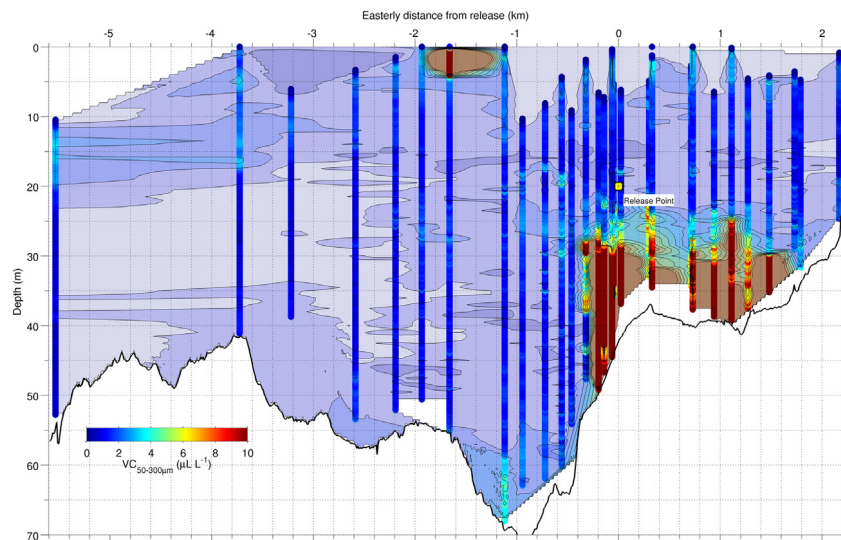 Easterly distance from release (km)
-5 -4 -3 -2 -1 0 1 2
0
10
20
Release Point
30
Depth (m)
40
50
0 2 4 6 8 10
VC50-300μm (μL L-1)
60
70